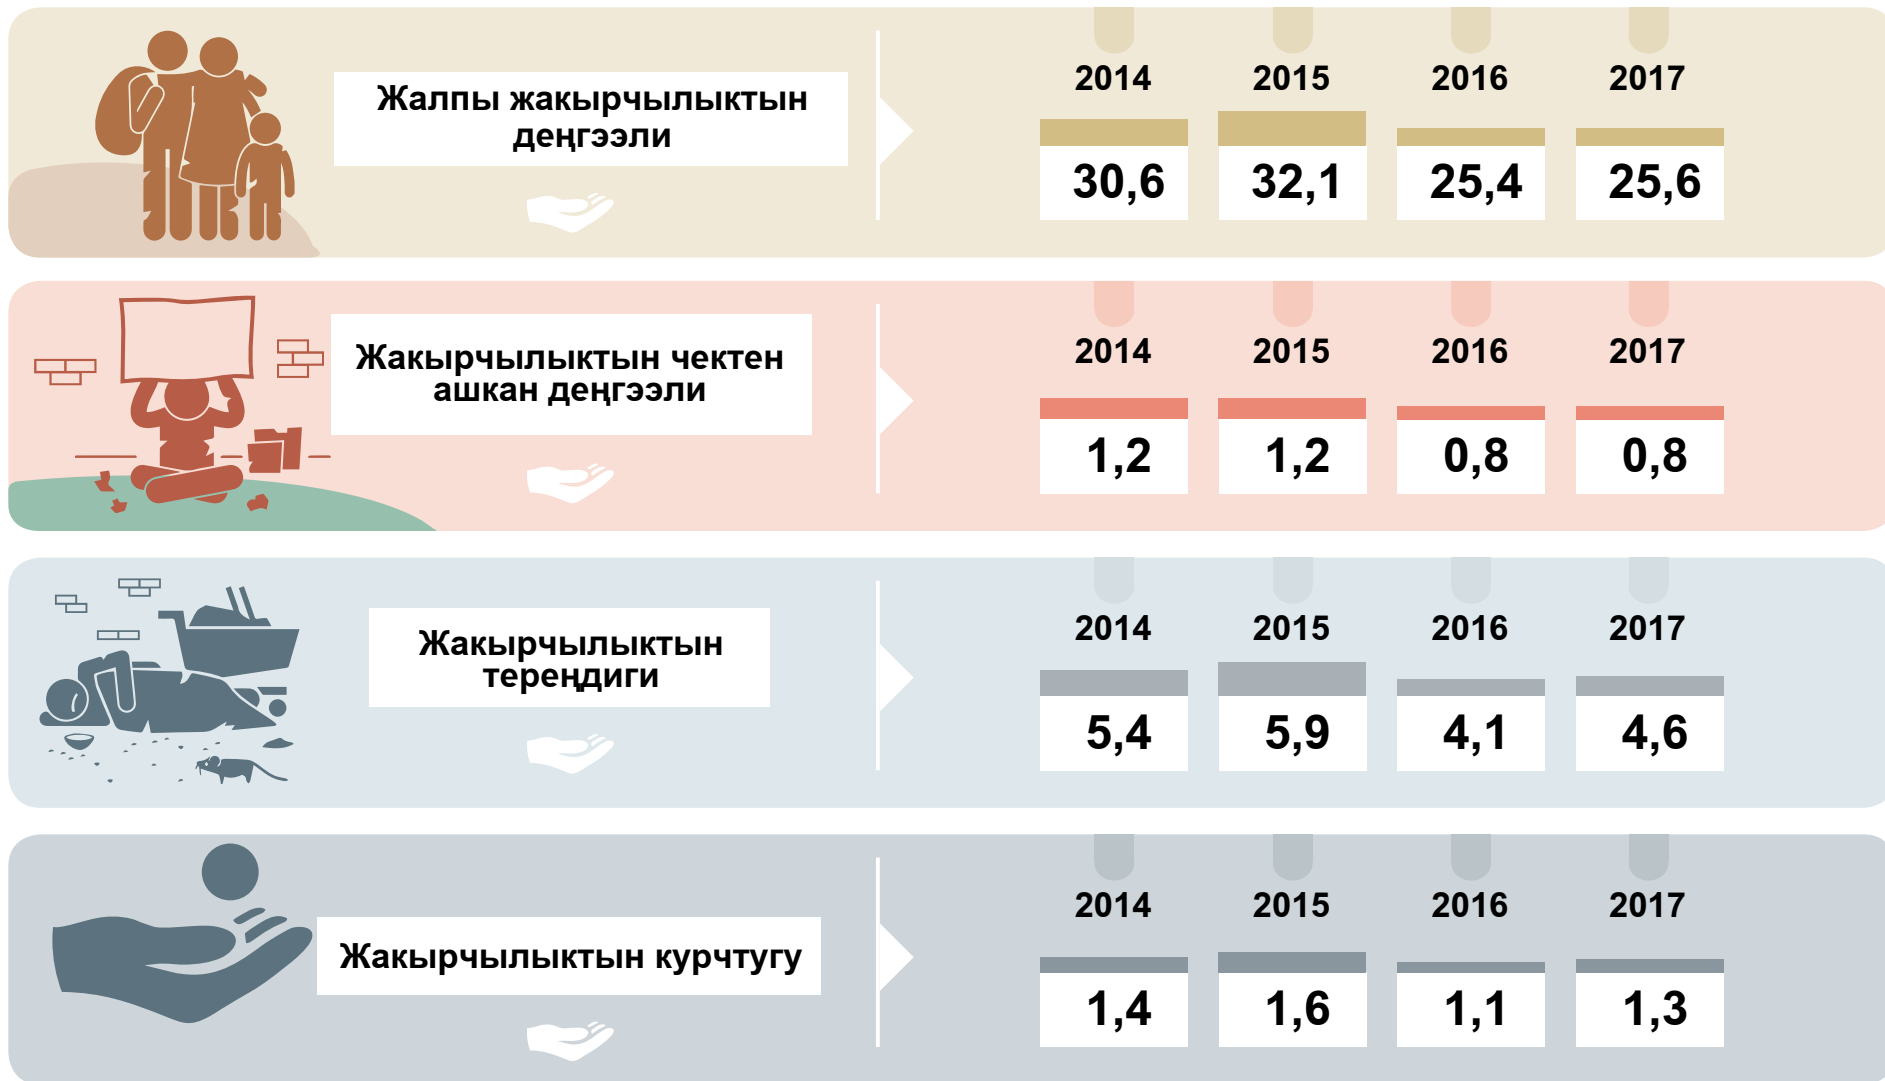 Жалпы жакырчылыктын
деңгээли
2014 2015 2016 2017
30,6 32,1 25,4 25,6
Жакырчылыктын чектен
ашкан деңгээли
2014 2015 2016 2017
1,2 1,2 0,8 0,8
Жакырчылыктын
тереңдиги
2014 2015 2016 2017
5,4 5,9 4,1 4,6
Жакырчылыктын курчтугу
2014 2015 2016 2017
1,4 1,6 1,1 1,3